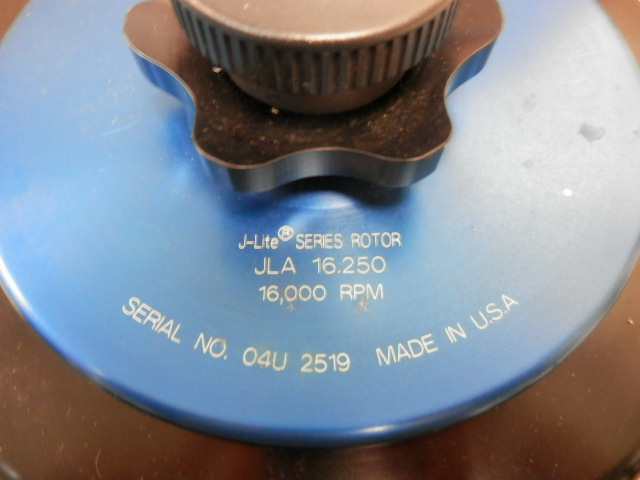 J-Lite® SERIES ROTOR
JLA 16.250
16,000 RPM
SERIAL NO. 04U 2519 MADE IN U.S.A